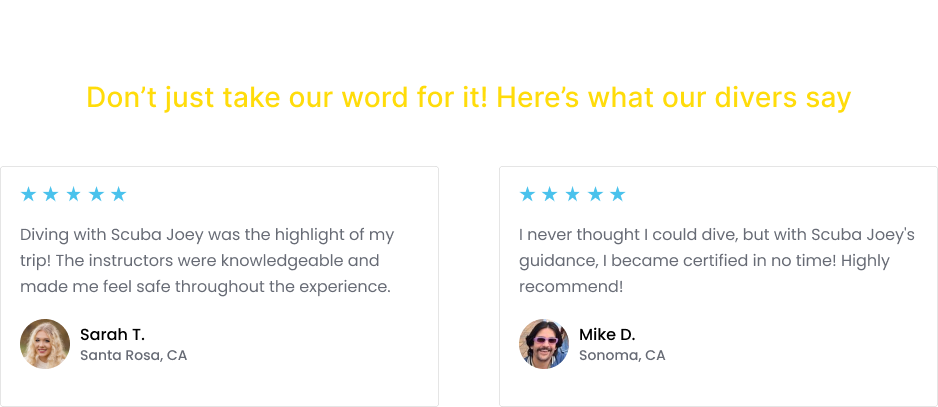 Don’t just take our word for it! Here’s what our divers say
Diving with Scuba Joey was the highlight of my
trip! The instructors were knowledgeable and
made me feel safe throughout the experience.
Sarah T.
Santa Rosa, CA
I never thought I could dive, but with Scuba Joey's
guidance, I became certified in no time! Highly
recommend!
Mike D.
Sonoma, CA